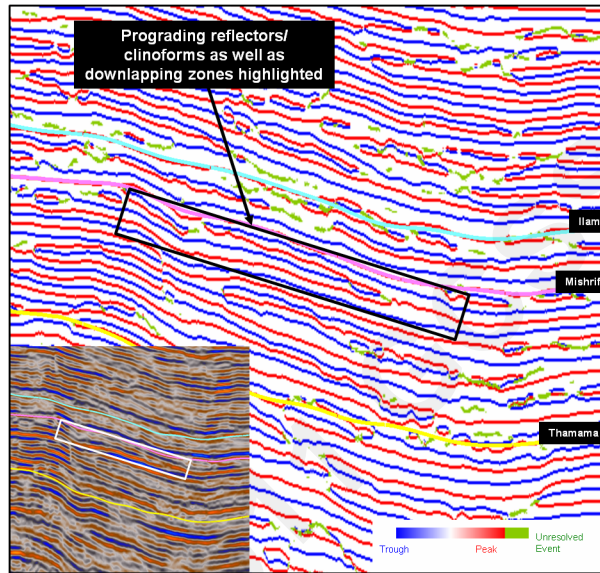 Prograding reflectors/
clinoforms as well as
downlapping zones highlighted
Ilam
Mishrif
Thamama
Trough
Peak
Unresolved
Event